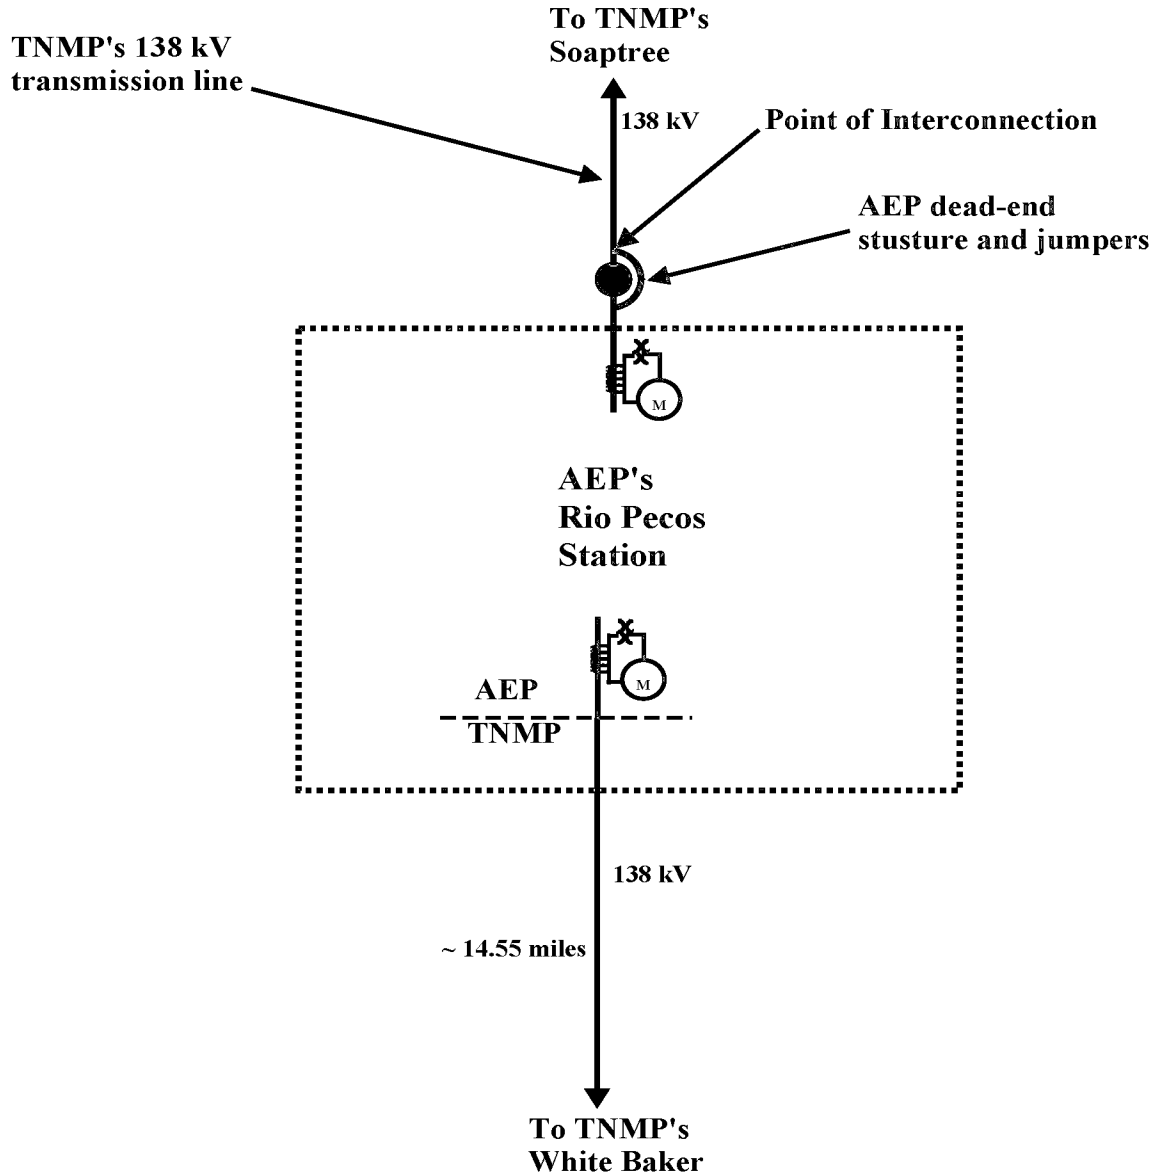 To TNMP's
Soaptree
TNMP's 138 kV
transmission line
138 kV
Point of Interconnection
AEP dead-end
stusture and jumpers
M
AEP's
Rio Pecos
Station
M
AEP
TNMP
138 kV
~ 14.55 miles
To TNMP's
White Baker